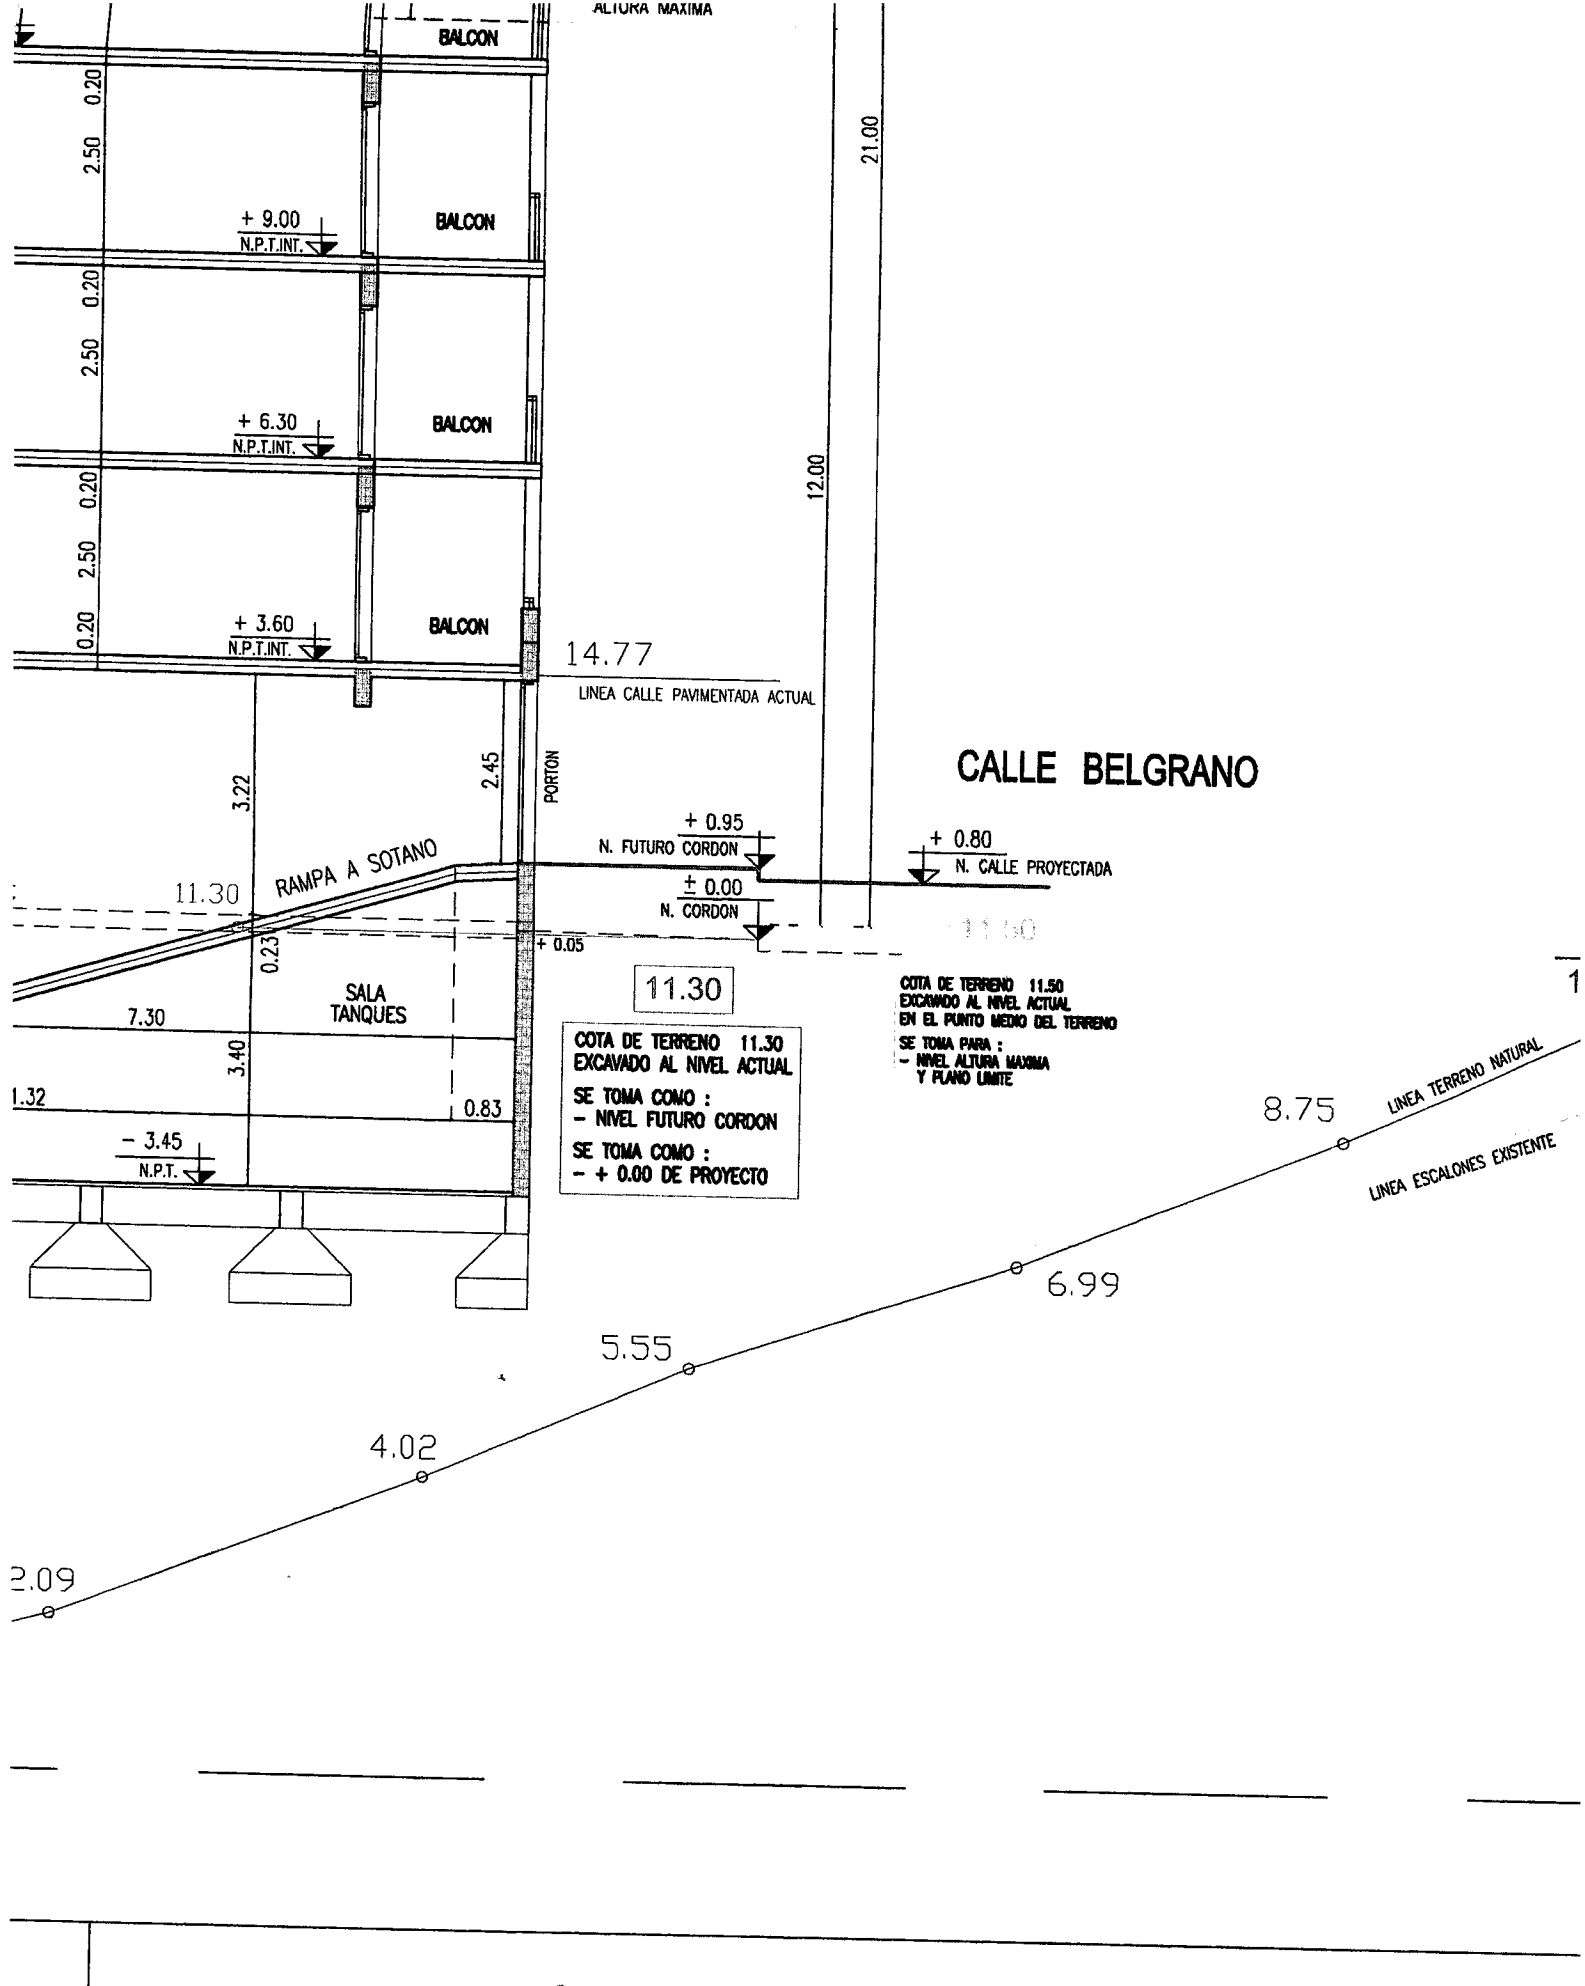 ALTURA MAXIMA
BALCON
0.20
2.50
21.00
+ 9.00
N.P.T.INT.
BALCON
0.20
2.50
+ 6.30
N.P.T.INT.
BALCON
12.00
0.20
2.50
0.20
+ 3.60
N.P.T.INT.
BALCON
14.77
LINEA CALLE PAVIMENTADA ACTUAL
3.22
2.45
PORTON
CALLE BELGRANO
+ 0.95
N. FUTURO CORDON
+ 0.80
N. CALLE PROYECTADA
RAMPA A SOTANO
11.30
± 0.00
N. CORDON
+ 0.05
0.23
11.30
SALA
TANQUES
7.30
3.40
1.32
0.83
- 3.45
N.P.T.
COTA DE TERRENO 11.30
EXCAVADO AL NIVEL ACTUAL
SE TOMA COMO :
- NIVEL FUTURO CORDON
SE TOMA COMO :
- + 0.00 DE PROYECTO
COTA DE TERRENO 11.50
EXCAVADO AL NIVEL ACTUAL
EN EL PUNTO MEDIO DEL TERRENO
SE TOMA PARA :
- NIVEL ALTURA MAXIMA
Y PLANO LIMITE
1
LINEA TERRENO NATURAL
8.75
LINEA ESCALONES EXISTENTE
6.99
5.55
4.02
2.09